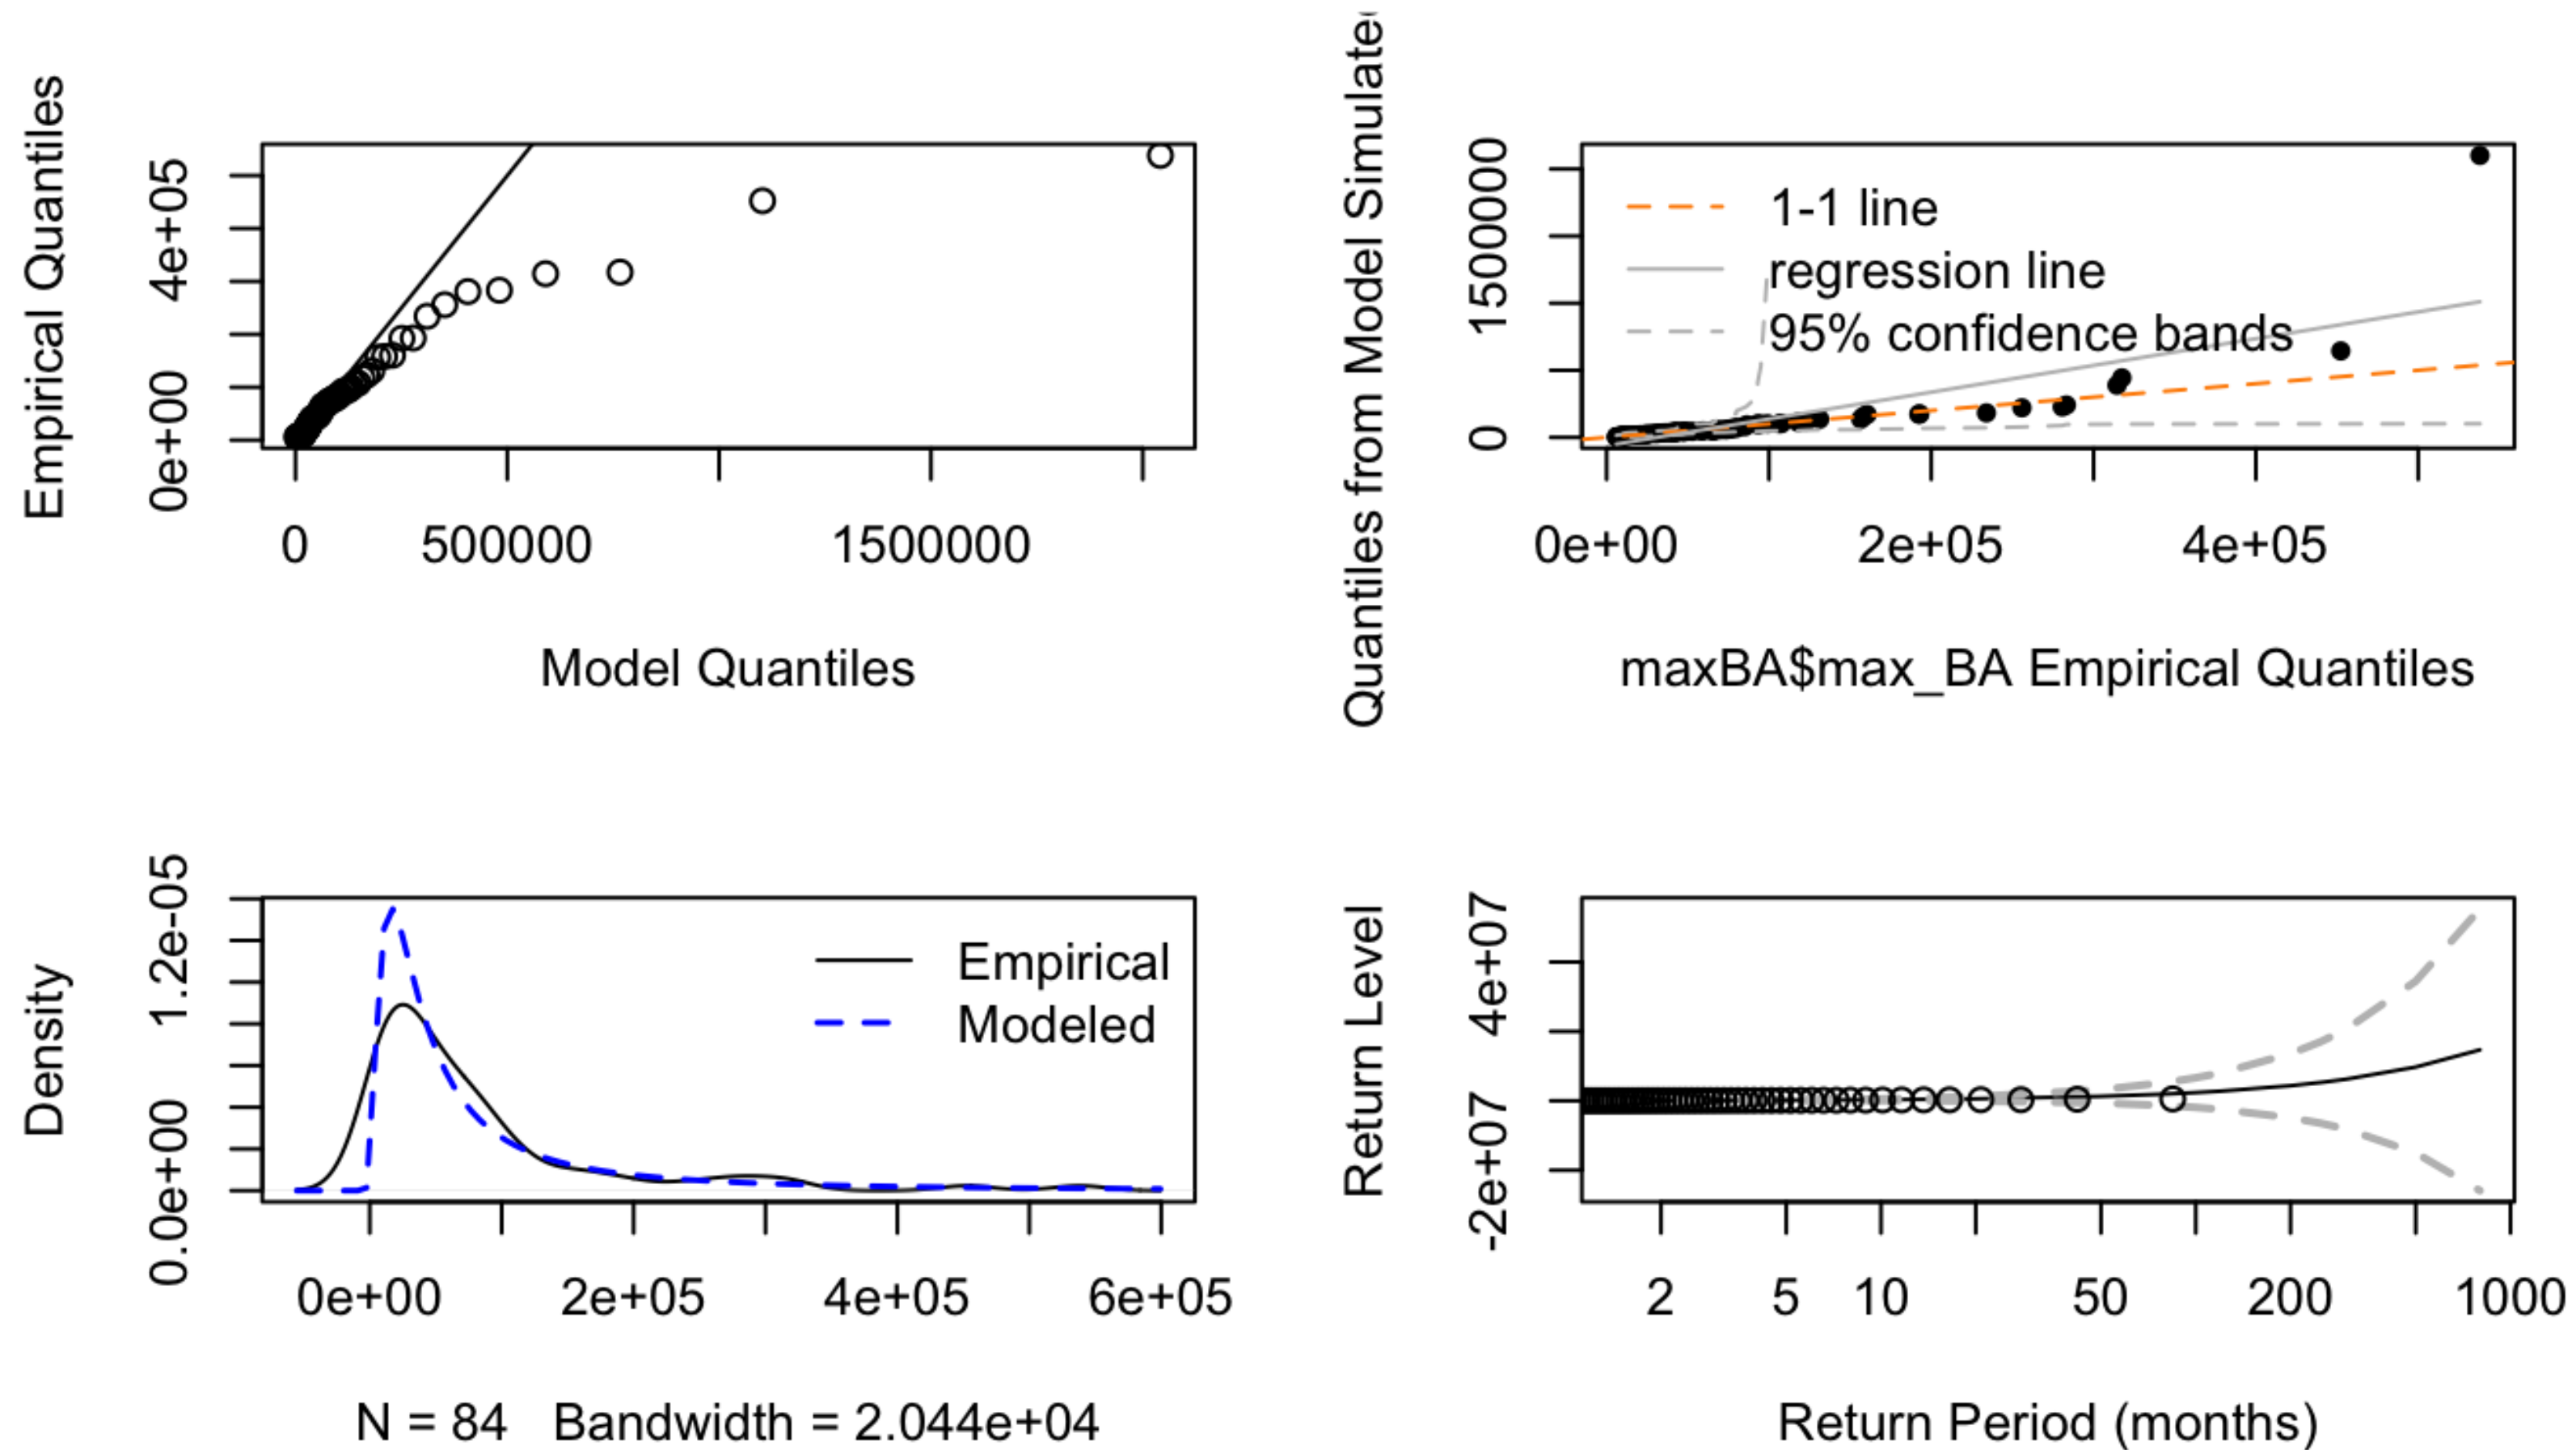 Empirical Quantiles
0e+00 4e+05
0 500000 1500000
Model Quantiles
Quantiles from Model Simulated
0 1500000
1-1 line
regression line
95% confidence bands
0e+00 2e+05 4e+05
maxBA$max_BA Empirical Quantiles
Density
0.0e+00 1.2e-05
Empirical
Modeled
0e+00 2e+05 4e+05 6e+05
N = 84 Bandwidth = 2.044e+04
Return Level
-2e+07 4e+07
2 5 10 50 200 1000
Return Period (months)